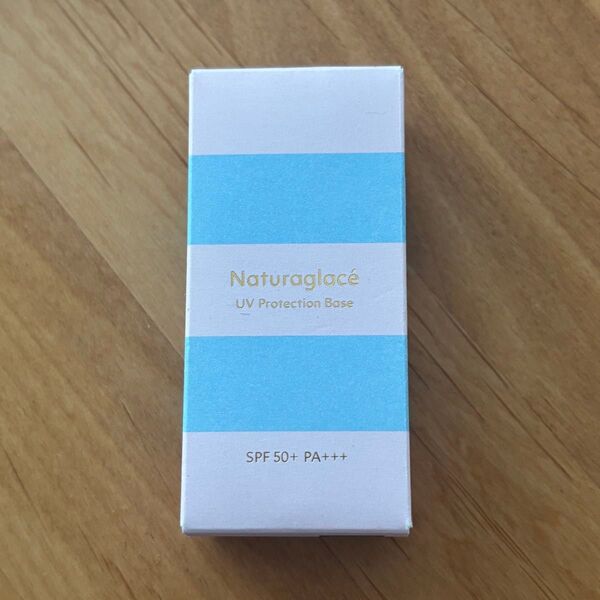 Naturaglacé
UV Protection Base
SPF 50+ PA+++